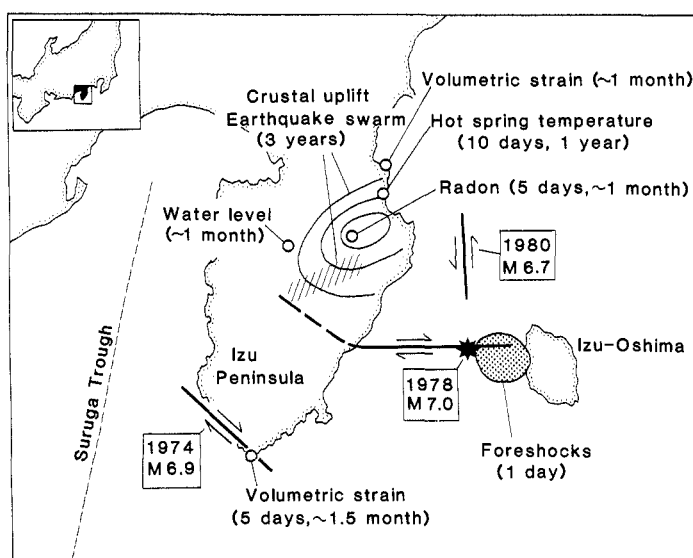 Volumetric strain (~1 month)
Crustal uplift
Earthquake swarm
(3 years)
Hot spring temperature
(10 days, 1 year)
Radon (5 days,~1 month)
Water level
(~1 month)
1980
M 6.7
Izu-Oshima
Izu
Peninsula
1978
M 7.0
Suruga Trough
1974
M 6.9
Foreshocks
(1 day)
Volumetric strain
(5 days,~1.5 month)